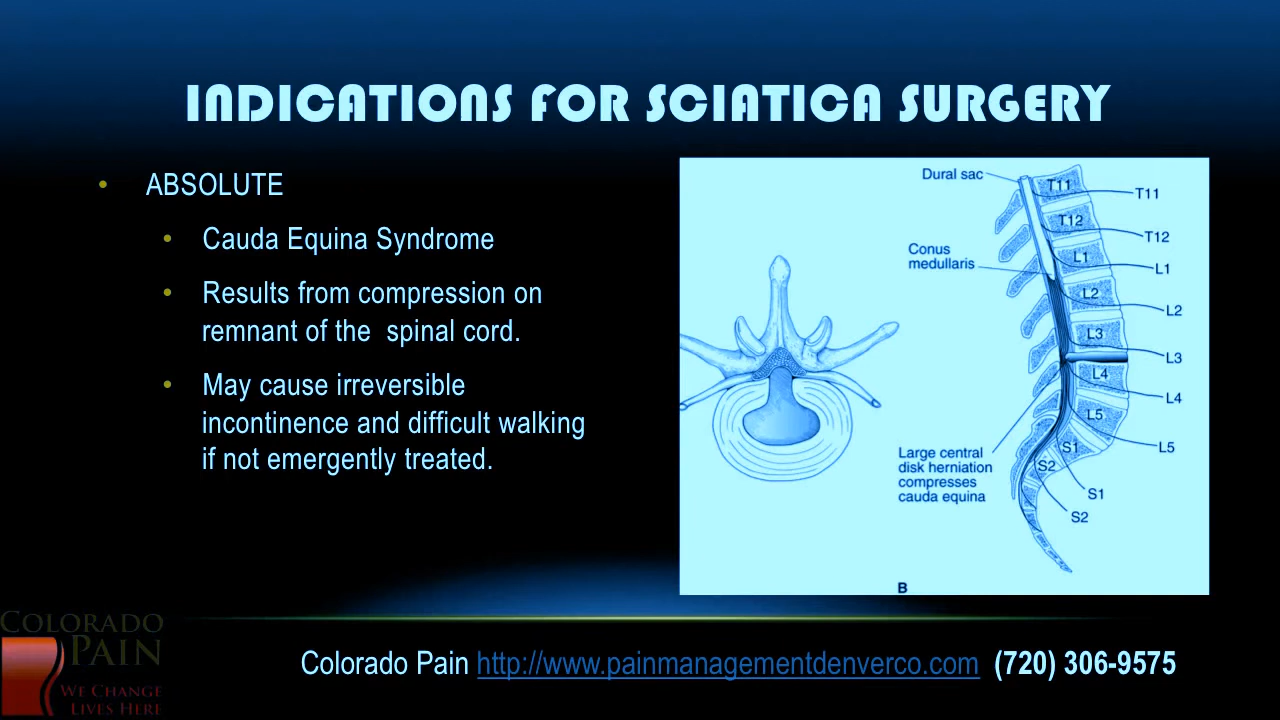 INDICATIONS FOR SCIATICA SURGERY
• ABSOLUTE
• Cauda Equina Syndrome
• Results from compression on
remnant of the  spinal cord.
• May cause irreversible
incontinence and difficult walking
if not emergently treated.
Dural sac
T11
T11
T12
T12
Conus
medullaris
L1
L1
L2
L2
L3
L3
L4
L4
L5
L5
Large central
disk herniation
compresses
cauda equina
S1
S2
S1
S2
B
COLORADO
PAIN
WE CHANGE
LIVES HERE
Colorado Pain http://www.painmanagementdenverco.com  (720) 306-9575